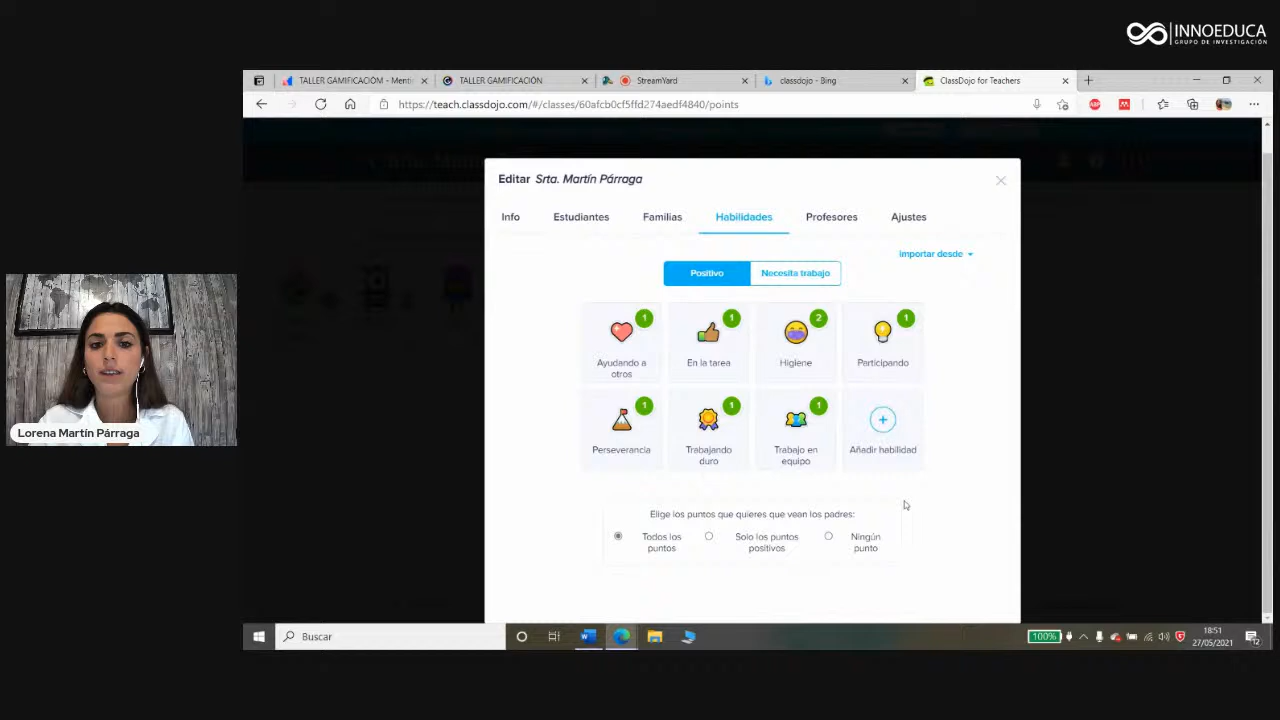 INNOEDUCA
GRUPO DE INVESTIGACIÓN
TALLER GAMIFICACIÓM - Menti
TALLER GAMIFICACIÓN
StreamYard
classdojo - Bing
ClassDojo for Teachers
https://teach.classdojo.com/#/classes/60afcb0cf5ffd274aedf4840/points
ABP
Editar Srta. Martín Párraga
Info
Estudiantes
Familias
Habilidades
Profesores
Ajustes
Importar desde
Positivo
Necesita trabajo
1
1
2
1
Ayudando a
otros
En la tarea
Higiene
Participando
1
1
1
Perseverancia
Trabajando
duro
Trabajo en
equipo
Añadir habilidad
Elige los puntos que quieres que vean los padres:
Todos los
puntos
Solo los puntos
positivos
Ningún
punto
Lorena Martín Párraga
Buscar
100%
18:51
27/05/2021
12